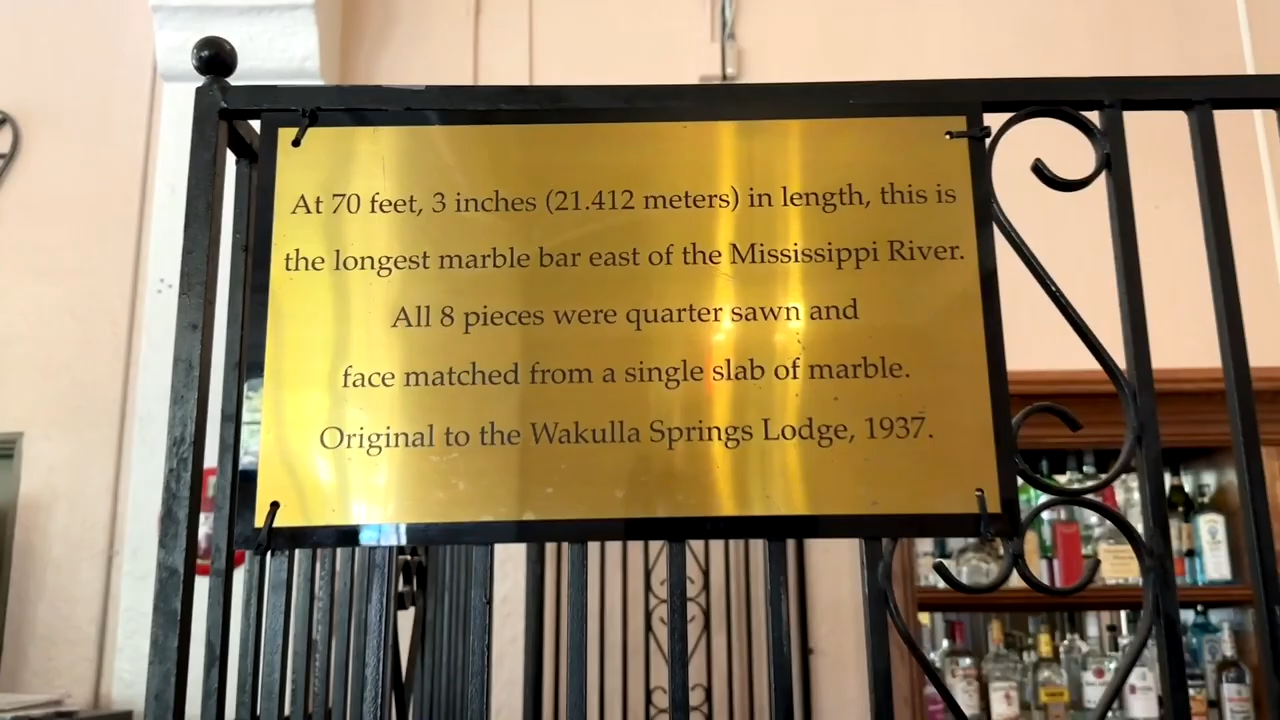 At 70 feet, 3 inches (21.412 meters) in length, this is
the longest marble bar east of the Mississippi River.
All 8 pieces were quarter sawn and
face matched from a single slab of marble.
Original to the Wakulla Springs Lodge, 1937.